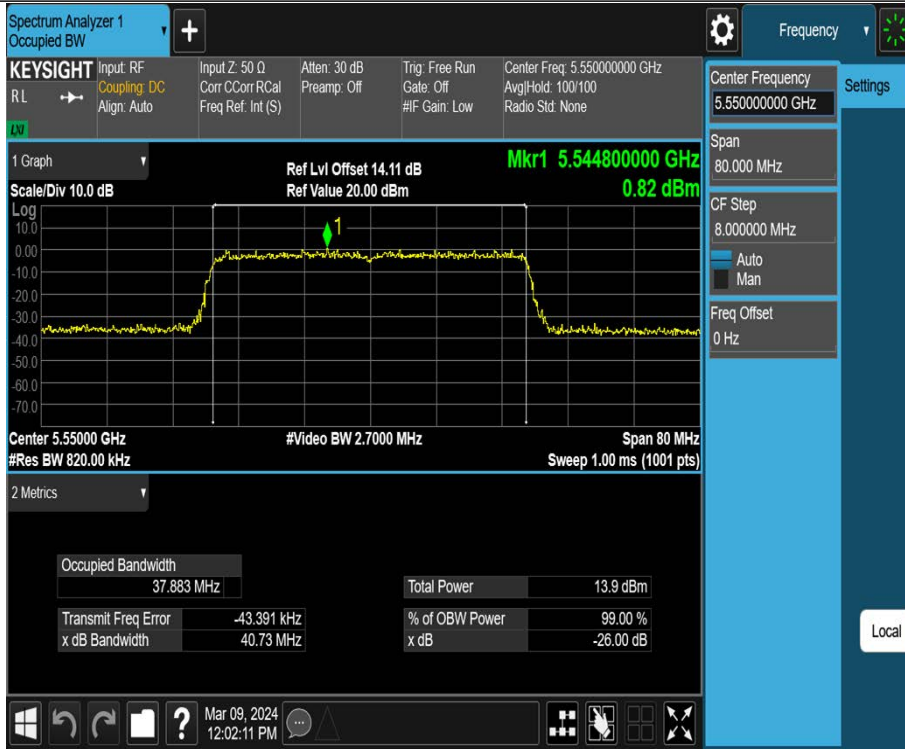 Spectrum Analyzer 1
Occupied BW
+
Frequency
KEYSIGHT
RL
LXI
Input: RF
Coupling: DC
Align: Auto
Input Z: 50 Ω
Corr CCorr RCal
Freq Ref: Int (S)
Atten: 30 dB
Preamp: Off
Trig: Free Run
Gate: Off
#IF Gain: Low
Center Freq: 5.550000000 GHz
Avg|Hold: 100/100
Radio Std: None
Center Frequency
5.550000000 GHz
Settings
Span
80.000 MHz
CF Step
8.000000 MHz
Auto
Man
Freq Offset
0 Hz
Local
1 Graph
Scale/Div 10.0 dB
Ref Lvl Offset 14.11 dB
Ref Value 20.00 dBm
Mkr1 5.544800000 GHz
0.82 dBm
Log
10.0
0.00
-10.0
-20.0
-30.0
-40.0
-50.0
-60.0
-70.0
1
Center 5.55000 GHz
#Video BW 2.7000 MHz
Span 80 MHz
#Res BW 820.00 kHz
Sweep 1.00 ms (1001 pts)
2 Metrics
Occupied Bandwidth
37.883 MHz
Total Power 13.9 dBm
Transmit Freq Error -43.391 kHz
% of OBW Power 99.00 %
x dB Bandwidth 40.73 MHz
x dB -26.00 dB
?
Mar 09, 2024
12:02:11 PM